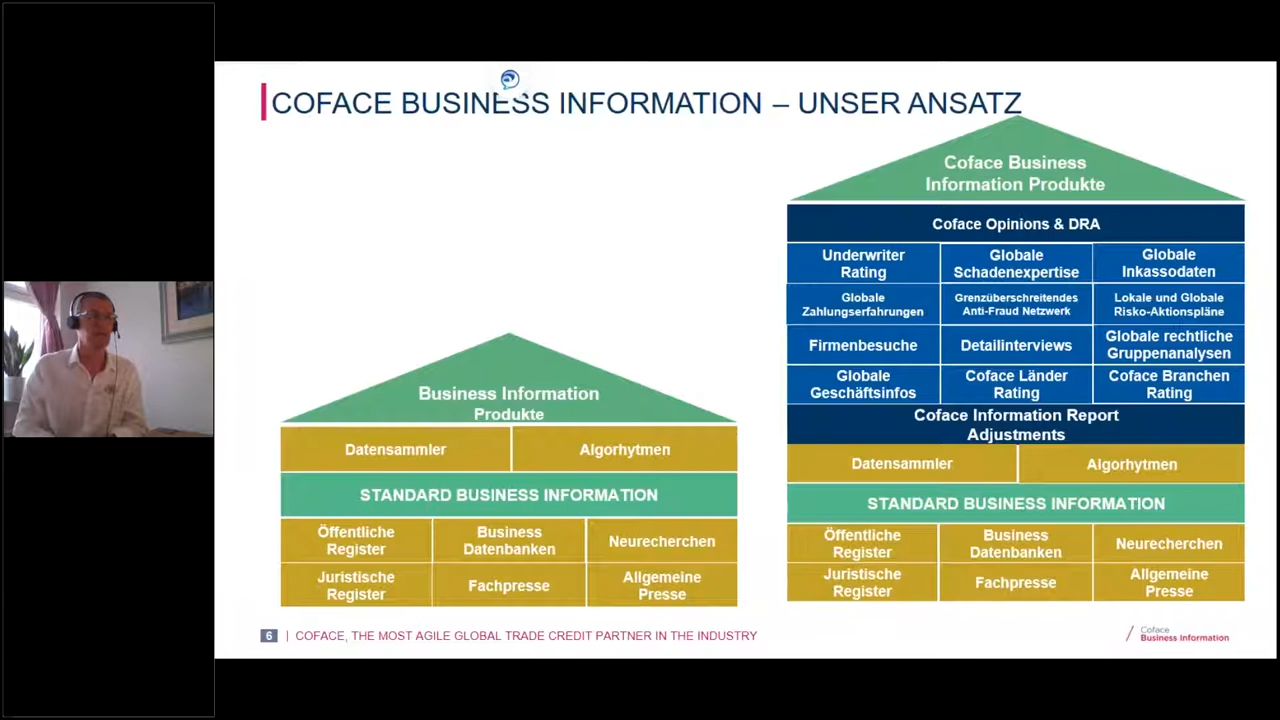 COFACE BUSINESS INFORMATION – UNSER ANSATZ
Business Information
Produkte
Datensammler
Algorhytmen
STANDARD BUSINESS INFORMATION
Öffentliche
Register
Business
Datenbanken
Neurecherchen
Juristische
Register
Fachpresse
Allgemeine
Presse
Coface Business
Information Produkte
Coface Opinions & DRA
Underwriter
Rating
Globale
Schadenexpertise
Globale
Inkassodaten
Globale
Zahlungserfahrungen
Grenzüberschreitendes
Anti-Fraud Netzwerk
Lokale und Globale
Risko-Aktionspläne
Firmenbesuche
Detailinterviews
Globale rechtliche
Gruppenanalysen
Globale
Geschäftsinfos
Coface Länder
Rating
Coface Branchen
Rating
Coface Information Report
Adjustments
Datensammler
Algorhytmen
STANDARD BUSINESS INFORMATION
Öffentliche
Register
Business
Datenbanken
Neurecherchen
Juristische
Register
Fachpresse
Allgemeine
Presse
6 | COFACE, THE MOST AGILE GLOBAL TRADE CREDIT PARTNER IN THE INDUSTRY
Coface
Business Information